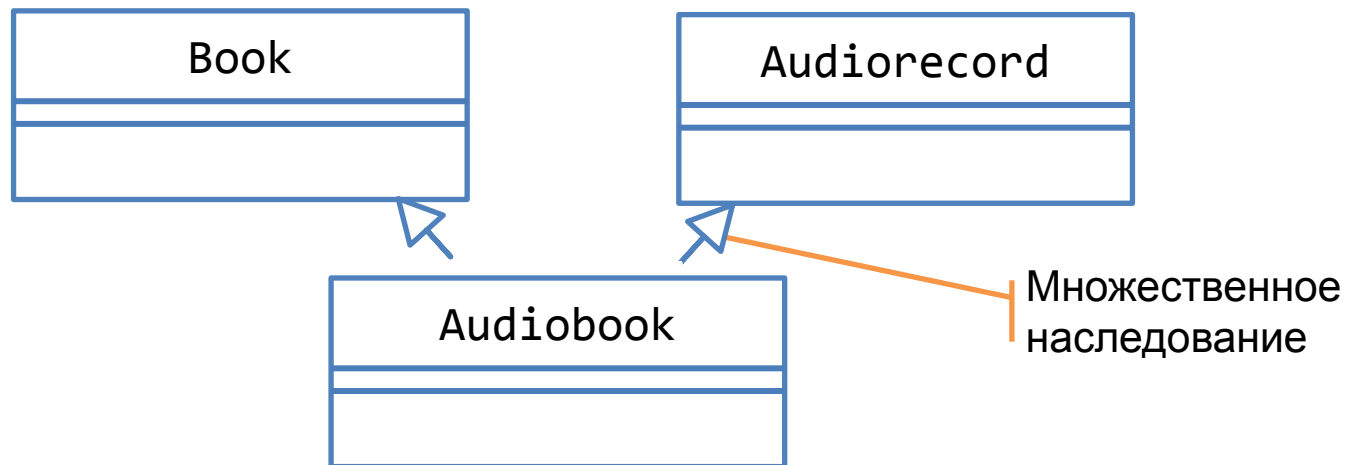 Book
Audiorecord
Audiobook
Множественное
наследование